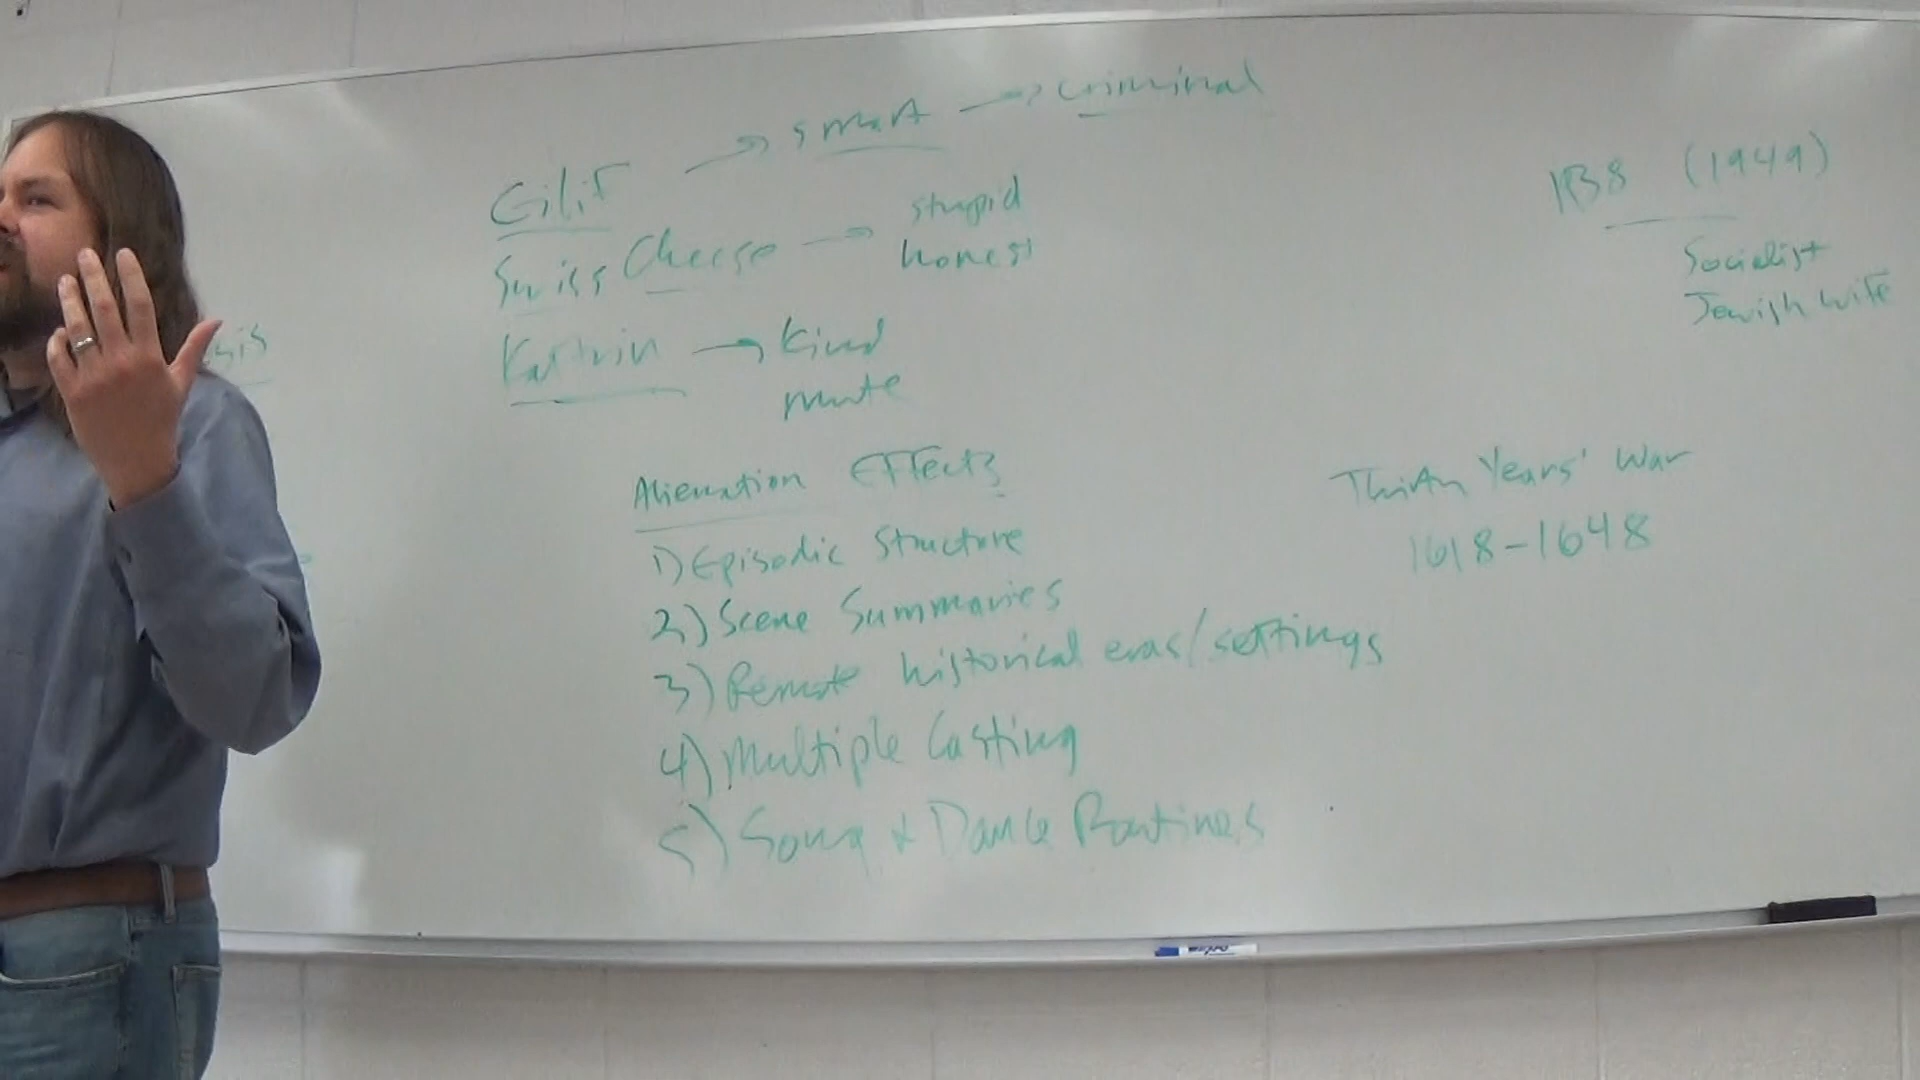 Eilif → smart → criminal
Swiss Cheese → stupid
honest
Kattrin → kind
mute
Alienation Effects
1) Episodic Structure
2) Scene Summaries
3) Remote historical eras/settings
4) Multiple Casting
5) Song & Dance Routines
(1949)
Socialist
Jewish wife
Thirty Years' War
1618-1648